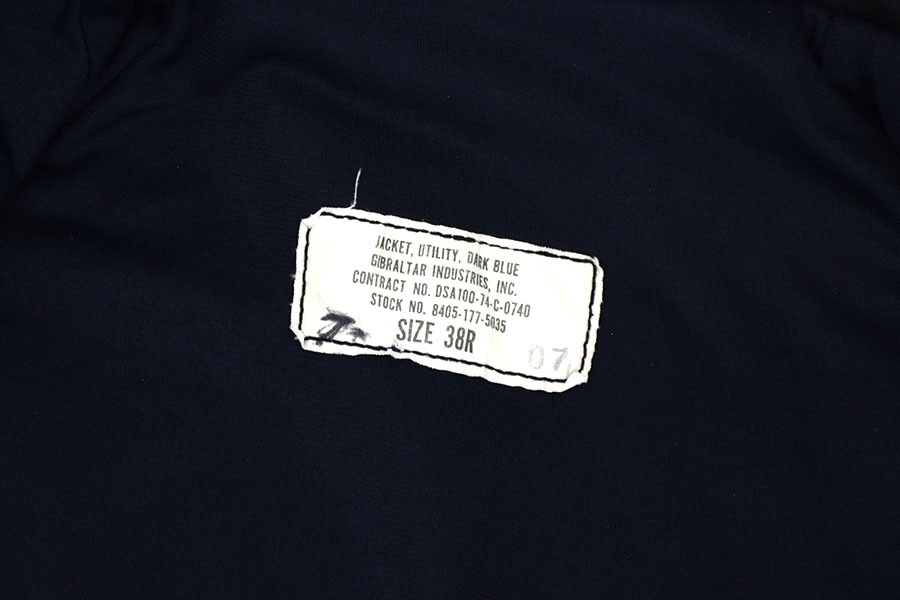 JACKET, UTILITY, DARK BLUE
GIBRALTAR INDUSTRIES, INC.
CONTRACT NO. DSA100-74-C-0740
STOCK NO. 8405-177-5035
SIZE 38R
07